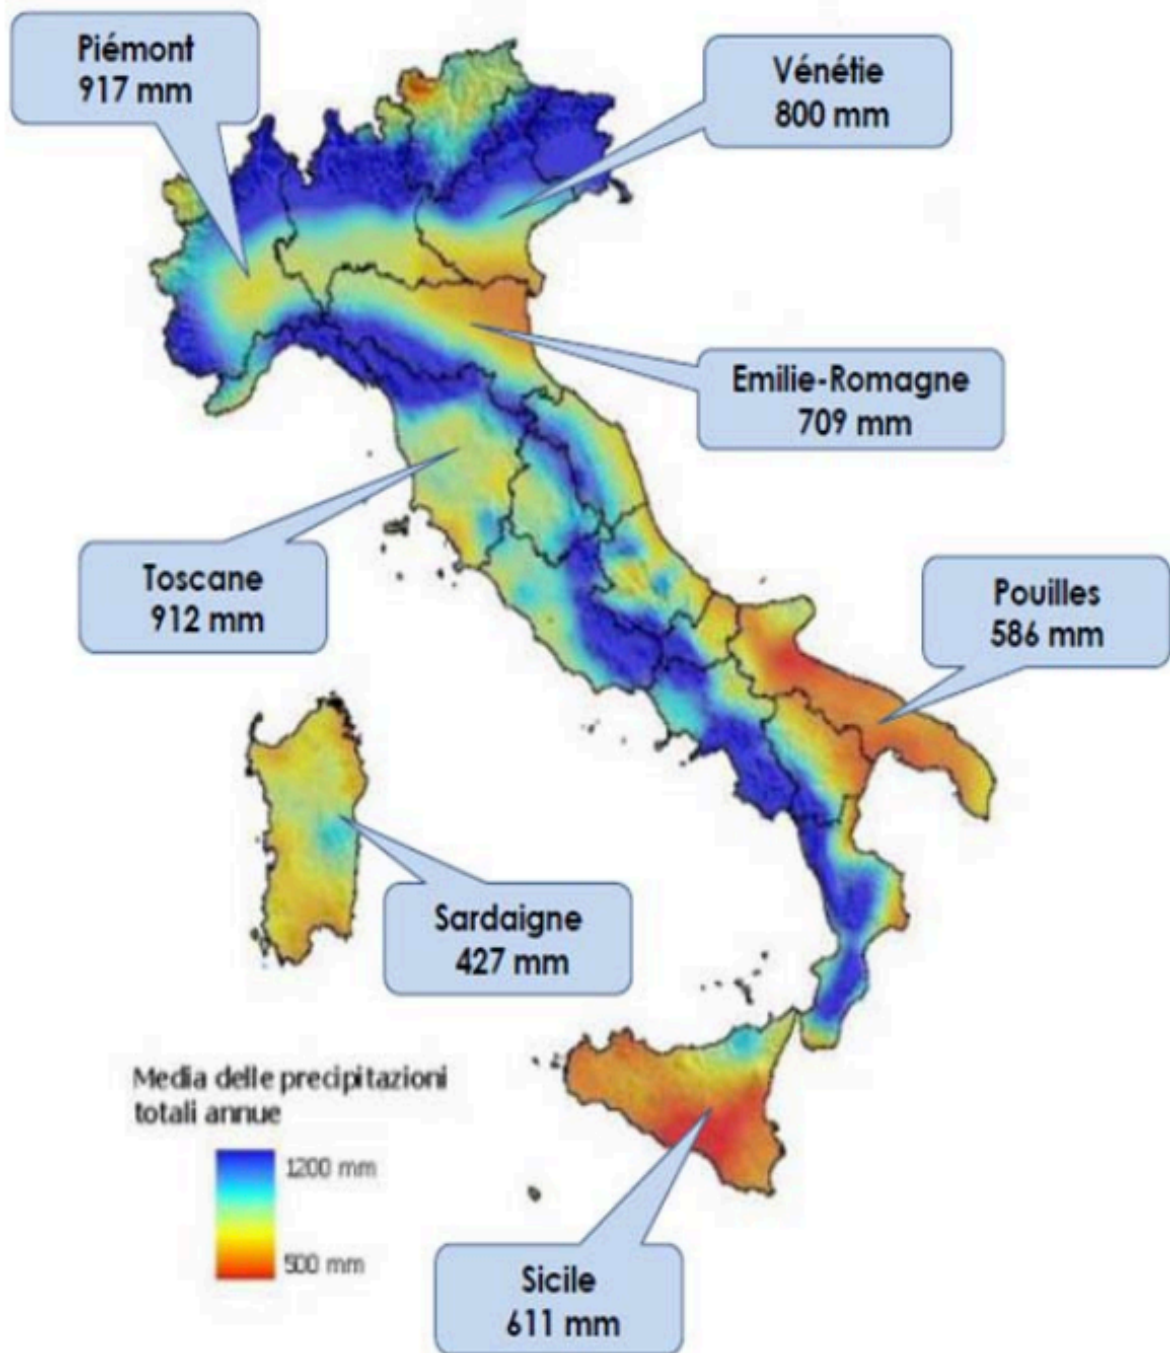 Piémont
917 mm
Vénétie
800 mm
Emilie-Romagne
709 mm
Toscane
912 mm
Pouilles
586 mm
Sardaigne
427 mm
Media delle precipitazioni
totali annue
1200 mm
500 mm
Sicile
611 mm